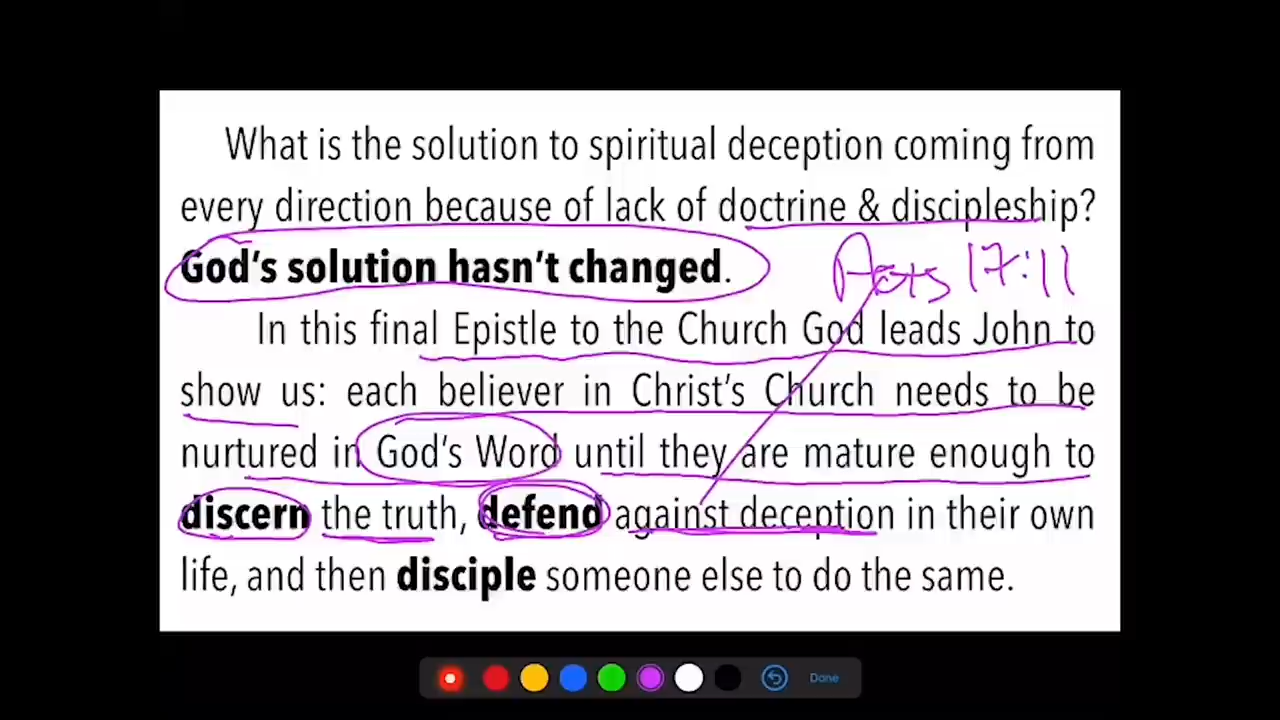 What is the solution to spiritual deception coming from
every direction because of lack of doctrine & discipleship?
God's solution hasn't changed.
Acts 17:11
In this final Epistle to the Church God leads John to
show us: each believer in Christ's Church needs to be
nurtured in God's Word until they are mature enough to
discern the truth, defend against deception in their own
life, and then disciple someone else to do the same.
Done